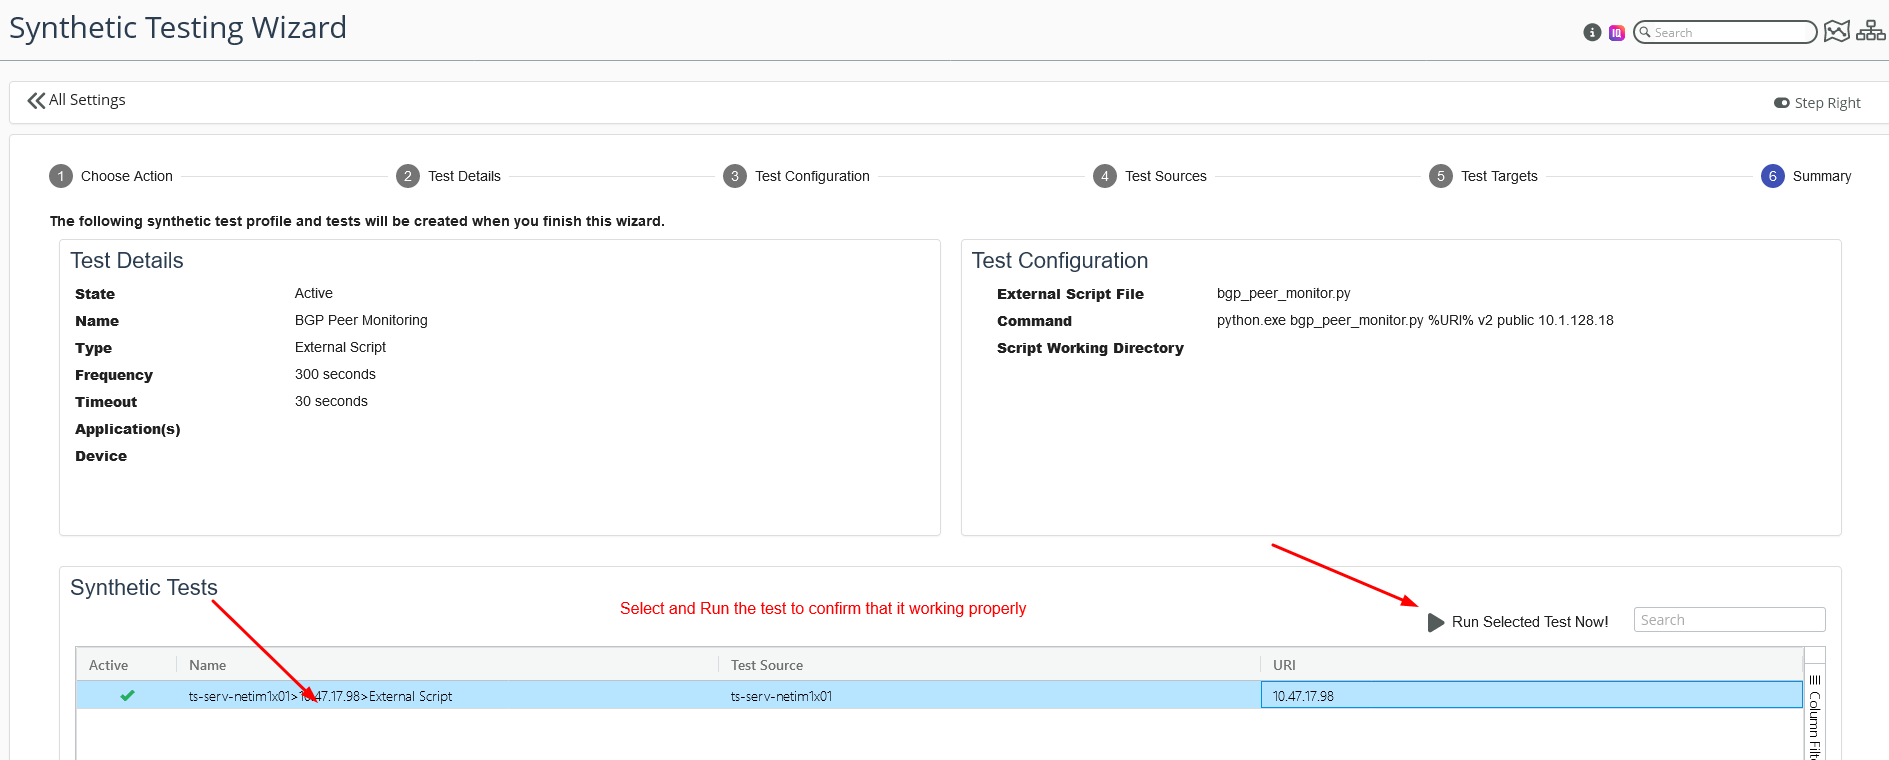 Synthetic Testing Wizard
i
IQ
Search
All Settings
Step Right
1 Choose Action
2 Test Details
3 Test Configuration
4 Test Sources
5 Test Targets
6 Summary
The following synthetic test profile and tests will be created when you finish this wizard.
Test Details
State Active
Name BGP Peer Monitoring
Type External Script
Frequency 300 seconds
Timeout 30 seconds
Application(s)
Device
Test Configuration
External Script File bgp_peer_monitor.py
Command python.exe bgp_peer_monitor.py %URI% v2 public 10.1.128.18
Script Working Directory
Synthetic Tests
Select and Run the test to confirm that it working properly
Run Selected Test Now!
Search
Active Name Test Source URI
ts-serv-netim1x01>10.47.17.98>External Script ts-serv-netim1x01 10.47.17.98
Column Filt